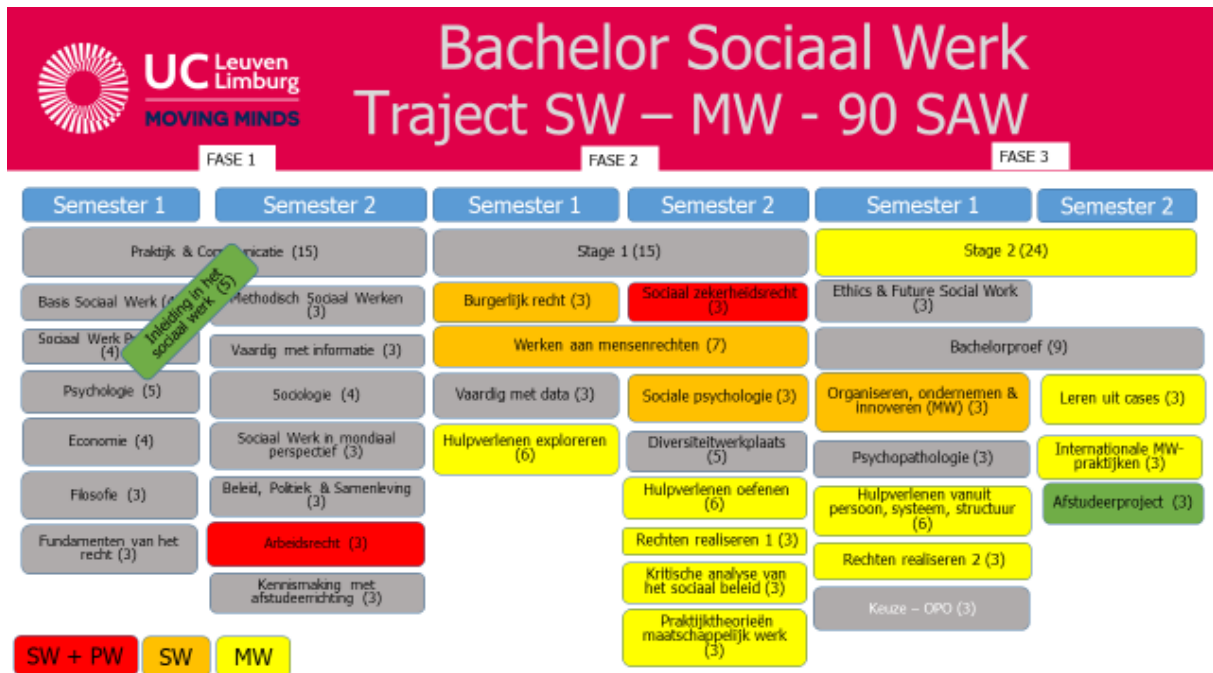 UC Leuven
Limburg
MOVING MINDS
Bachelor Sociaal Werk
Traject SW – MW - 90 SAW
FASE 1
FASE 2
FASE 3
Semester 1
Semester 2
Semester 1
Semester 2
Semester 1
Semester 2
Praktijk & Communicatie (15)
Stage 1 (15)
Stage 2 (24)
Inleiding in het
sociaal werk (5)
Basis Sociaal Werk
Methodisch Sociaal Werken
(3)
Burgerlijk recht (3)
Sociaal zekerheidsrecht
(3)
Ethics & Future Social Work
(3)
Sociaal Werk
(4)
Vaardig met informatie (3)
Werken aan mensenrechten (7)
Bachelorproef (9)
Psychologie (5)
Sociologie (4)
Vaardig met data (3)
Sociale psychologie (3)
Organiseren, ondernemen &
innoveren (MW) (3)
Leren uit cases (3)
Economie (4)
Sociaal Werk in mondiaal
perspectief (3)
Hulpverlenen exploreren
(6)
Diversiteitwerkplaats
(5)
Psychopathologie (3)
Internationale MW-
praktijken (3)
Filosofie (3)
Beleid, Politiek & Samenleving
(3)
Hulpverlenen oefenen
(6)
Hulpverlenen vanuit
persoon, systeem, structuur
(6)
Afstudeerproject (3)
Fundamenten van het
recht (3)
Arbeidsrecht (3)
Rechten realiseren 1 (3)
Rechten realiseren 2 (3)
Kennismaking met
afstudeerrichting (3)
Kritische analyse van
het sociaal beleid (3)
Keuze – OPO (3)
Praktijktheorieën
maatschappelijk werk
(3)
SW + PW
SW
MW